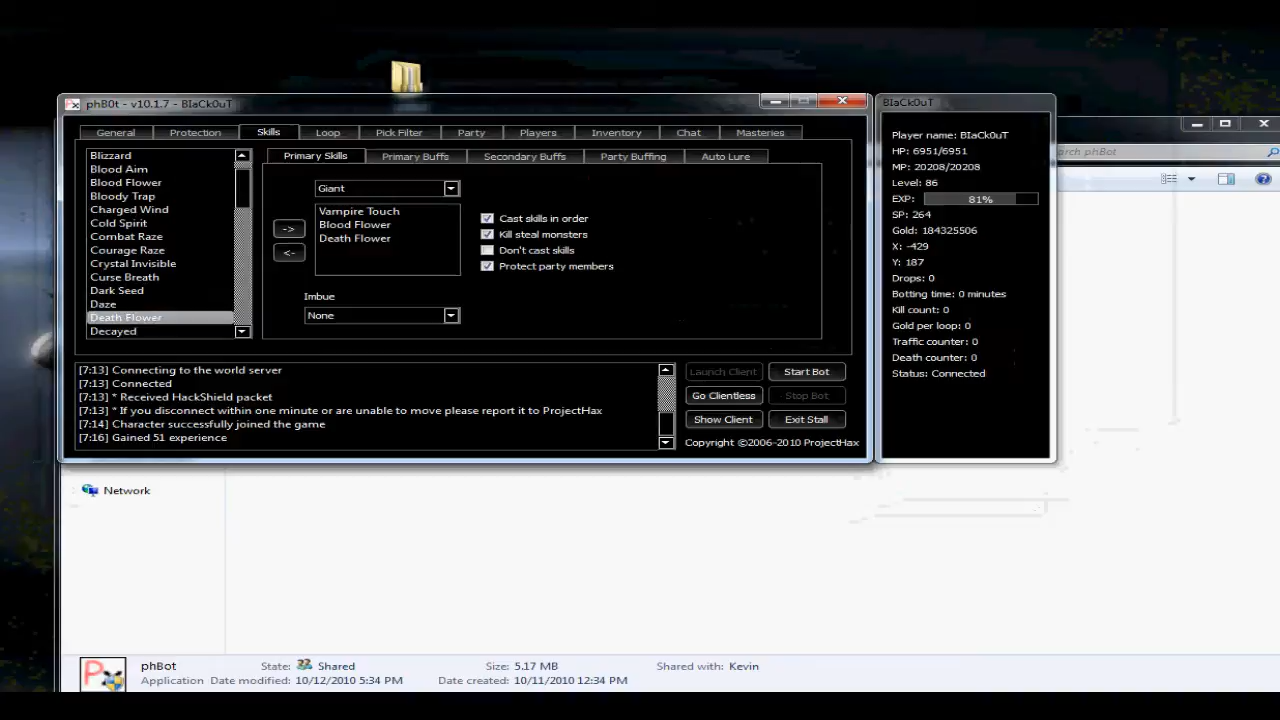 phB0t - v10.1.7 - BIaCk0uT
General
Protection
Skills
Loop
Pick Filter
Party
Players
Inventory
Chat
Masteries
Blizzard
Blood Aim
Blood Flower
Bloody Trap
Charged Wind
Cold Spirit
Combat Raze
Courage Raze
Crystal Invisible
Curse Breath
Dark Seed
Daze
Death Flower
Decayed
Primary Skills
Primary Buffs
Secondary Buffs
Party Buffing
Auto Lure
Giant
Vampire Touch
Blood Flower
Death Flower
->
<-
Cast skills in order
Kill steal monsters
Don't cast skills
Protect party members
Imbue
None
[7:13] Connecting to the world server
[7:13] Connected
[7:13] * Received HackShield packet
[7:13] * If you disconnect within one minute or are unable to move please report it to ProjectHax
[7:14] Character successfully joined the game
[7:16] Gained 51 experience
Launch Client
Start Bot
Go Clientless
Stop Bot
Show Client
Exit Stall
Copyright ©2006-2010 ProjectHax
BIaCk0uT
Player name: BIaCk0uT
HP: 6951/6951
MP: 20208/20208
Level: 86
EXP: 81%
SP: 264
Gold: 184325506
X: -429
Y: 187
Drops: 0
Botting time: 0 minutes
Kill count: 0
Gold per loop: 0
Traffic counter: 0
Death counter: 0
Status: Connected
arch phBot
Network
phBot
State: Shared
Size: 5.17 MB
Shared with: Kevin
Application
Date modified: 10/12/2010 5:34 PM
Date created: 10/11/2010 12:34 PM